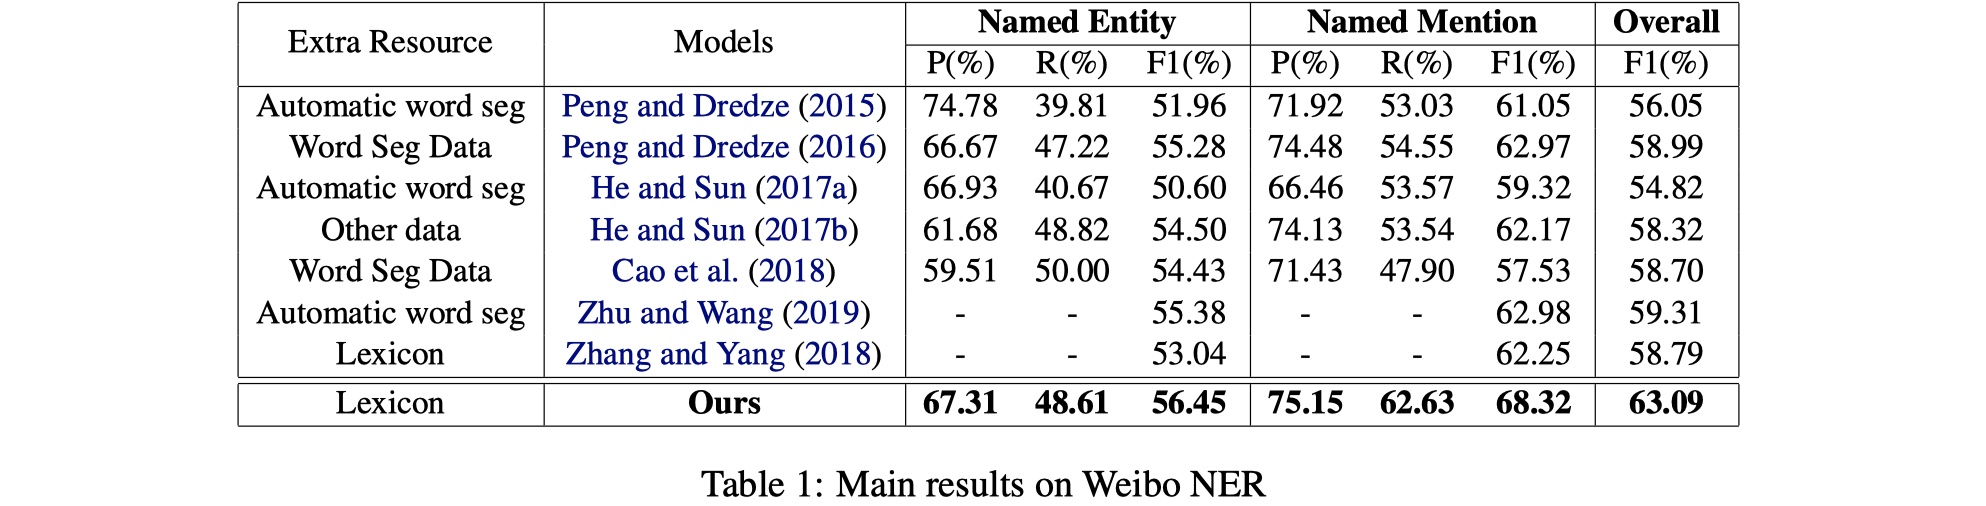 Extra Resource Models Named Entity Named Mention Overall
P(%) R(%) F1(%) P(%) R(%) F1(%) F1(%)
Automatic word seg Peng and Dredze (2015) 74.78 39.81 51.96 71.92 53.03 61.05 56.05
Word Seg Data Peng and Dredze (2016) 66.67 47.22 55.28 74.48 54.55 62.97 58.99
Automatic word seg He and Sun (2017a) 66.93 40.67 50.60 66.46 53.57 59.32 54.82
Other data He and Sun (2017b) 61.68 48.82 54.50 74.13 53.54 62.17 58.32
Word Seg Data Cao et al. (2018) 59.51 50.00 54.43 71.43 47.90 57.53 58.70
Automatic word seg Zhu and Wang (2019) - - 55.38 - - 62.98 59.31
Lexicon Zhang and Yang (2018) - - 53.04 - - 62.25 58.79
Lexicon Ours 67.31 48.61 56.45 75.15 62.63 68.32 63.09
Table 1: Main results on Weibo NER